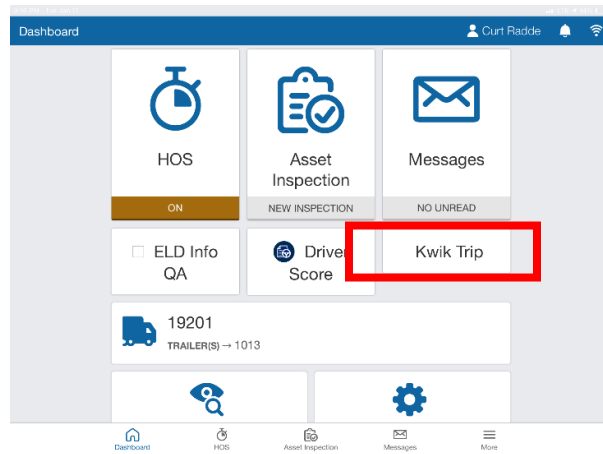 Dashboard
Curt Radde
HOS
Asset
Inspection
Messages
ON
NEW INSPECTION
NO UNREAD
ELD Info
QA
Driver
Score
Kwik Trip
19201
TRAILER(S) → 1013
Dashboard
HOS
Asset Inspection
Messages
More